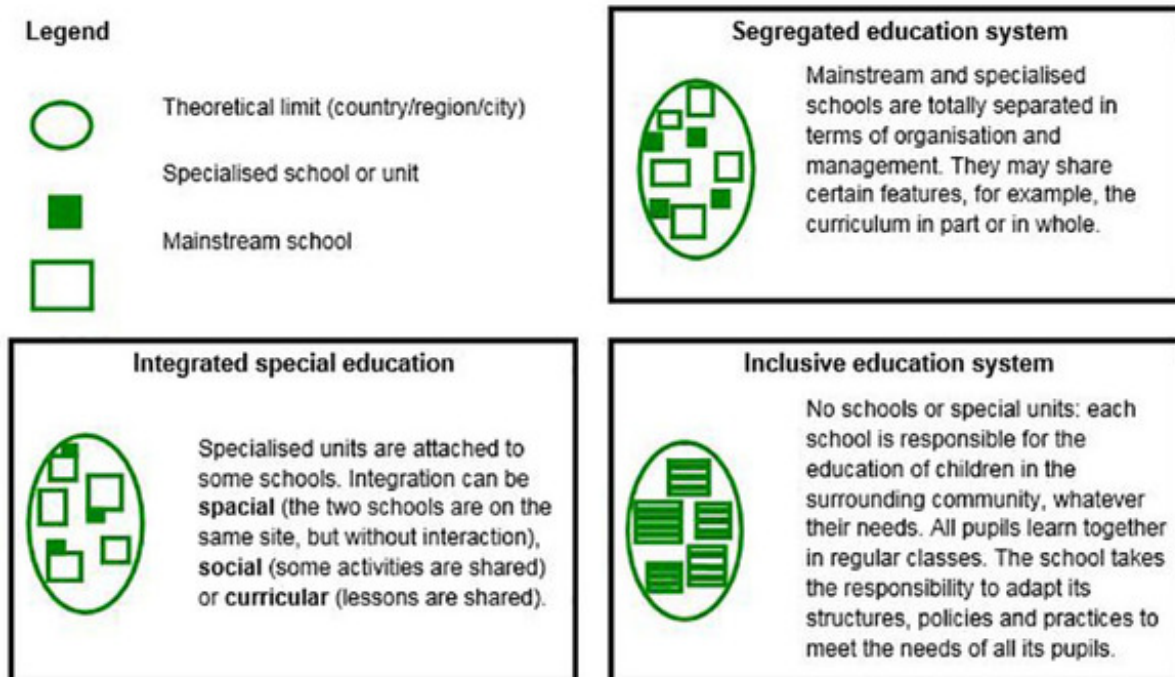 Legend
Theoretical limit (country/region/city)
Specialised school or unit
Mainstream school
Segregated education system
Mainstream and specialised
schools are totally separated in
terms of organisation and
management. They may share
certain features, for example, the
curriculum in part or in whole.
Integrated special education
Specialised units are attached to
some schools. Integration can be
spacial (the two schools are on the
same site, but without interaction),
social (some activities are shared)
or curricular (lessons are shared).
Inclusive education system
No schools or special units: each
school is responsible for the
education of children in the
surrounding community, whatever
their needs. All pupils learn together
in regular classes. The school takes
the responsibility to adapt its
structures, policies and practices to
meet the needs of all its pupils.